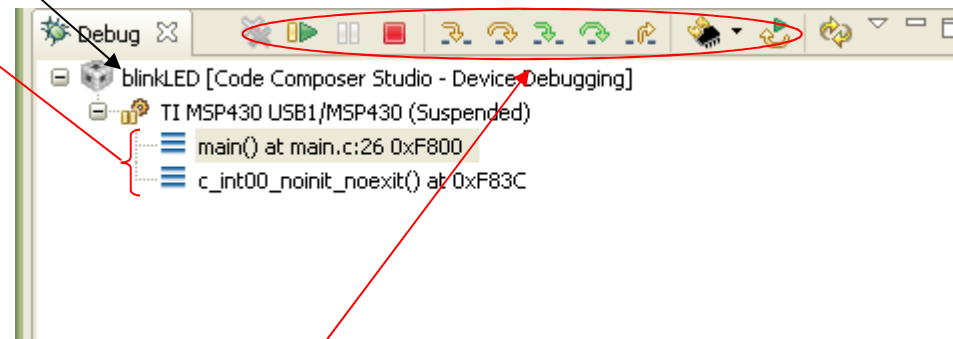 Debug
blinkLED [Code Composer Studio - Device Debugging]
TI MSP430 USB1/MSP430 (Suspended)
main() at main.c:26 0xF800
c_int00_noinit_noexit() at 0xF83C